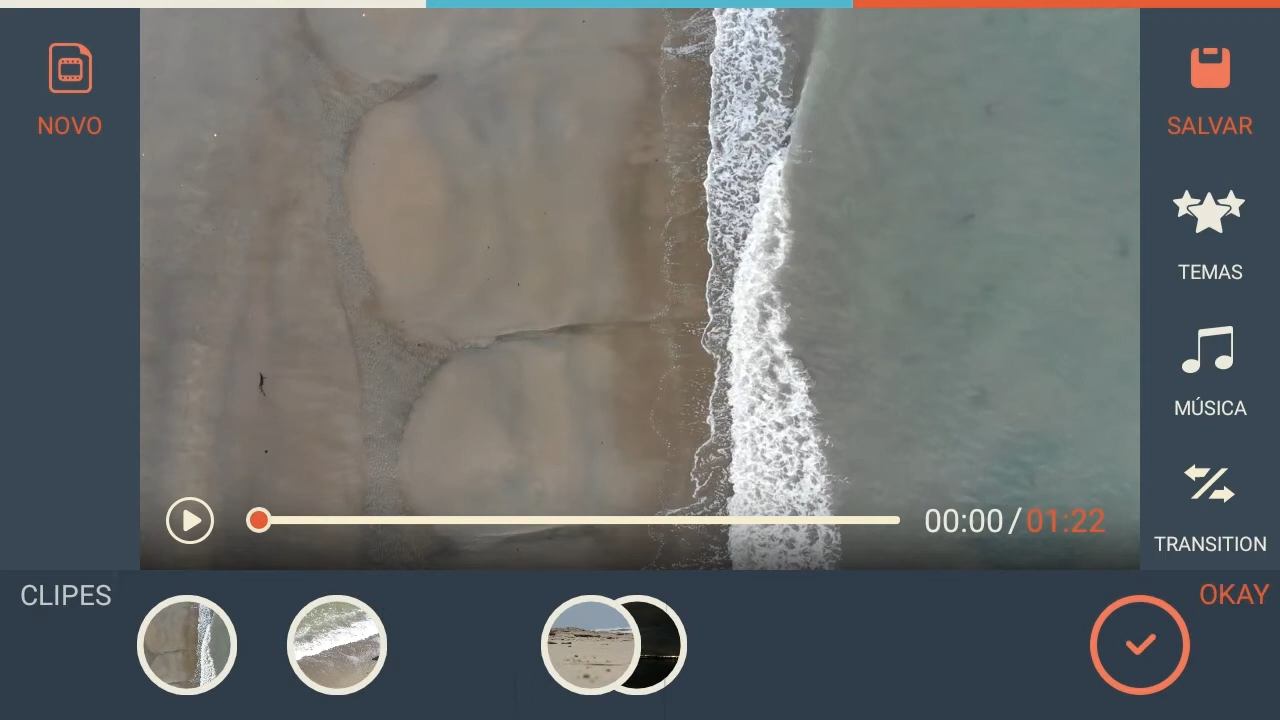 NOVO
SALVAR
TEMAS
MÚSICA
00:00/01:22
TRANSITION
CLIPES
OKAY